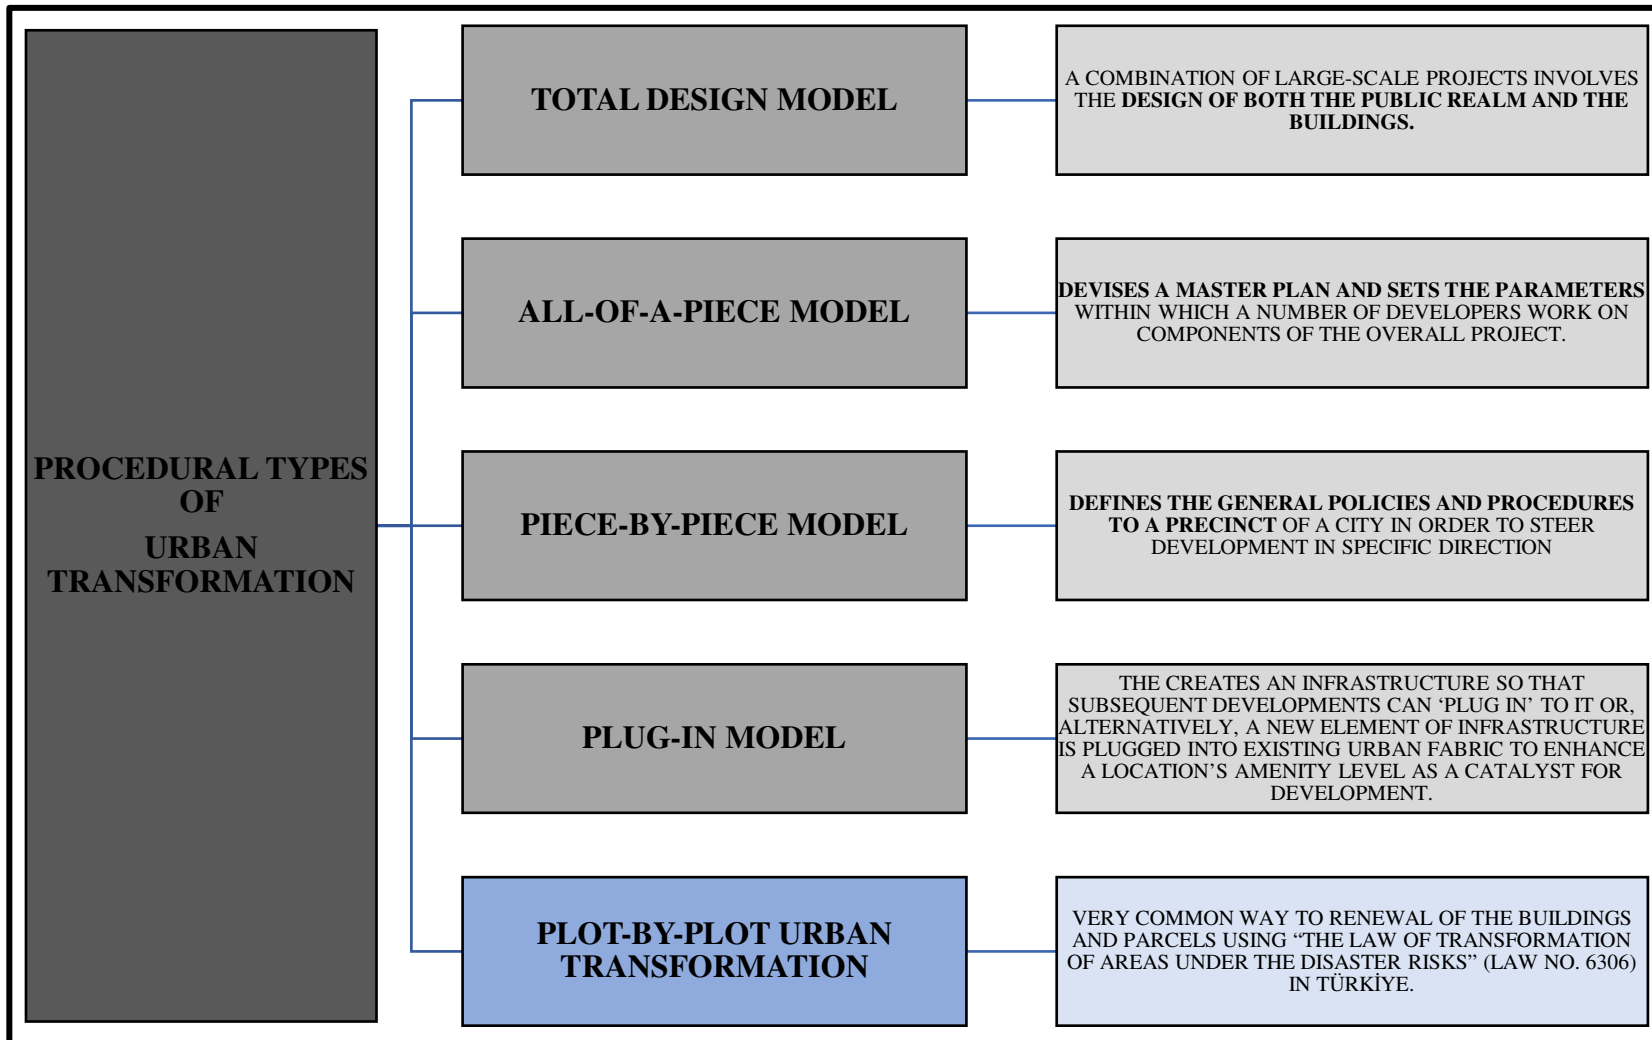 PROCEDURAL TYPES
OF
URBAN
TRANSFORMATION
TOTAL DESIGN MODEL
A COMBINATION OF LARGE-SCALE PROJECTS INVOLVES
THE DESIGN OF BOTH THE PUBLIC REALM AND THE
BUILDINGS.
ALL-OF-A-PIECE MODEL
DEVISES A MASTER PLAN AND SETS THE PARAMETERS
WITHIN WHICH A NUMBER OF DEVELOPERS WORK ON
COMPONENTS OF THE OVERALL PROJECT.
PIECE-BY-PIECE MODEL
DEFINES THE GENERAL POLICIES AND PROCEDURES
TO A PRECINCT OF A CITY IN ORDER TO STEER
DEVELOPMENT IN SPECIFIC DIRECTION
PLUG-IN MODEL
THE CREATES AN INFRASTRUCTURE SO THAT
SUBSEQUENT DEVELOPMENTS CAN ‘PLUG IN’ TO IT OR,
ALTERNATIVELY, A NEW ELEMENT OF INFRASTRUCTURE
IS PLUGGED INTO EXISTING URBAN FABRIC TO ENHANCE
A LOCATION’S AMENITY LEVEL AS A CATALYST FOR
DEVELOPMENT.
PLOT-BY-PLOT URBAN
TRANSFORMATION
VERY COMMON WAY TO RENEWAL OF THE BUILDINGS
AND PARCELS USING “THE LAW OF TRANSFORMATION
OF AREAS UNDER THE DISASTER RISKS” (LAW NO. 6306)
IN TÜRKİYE.